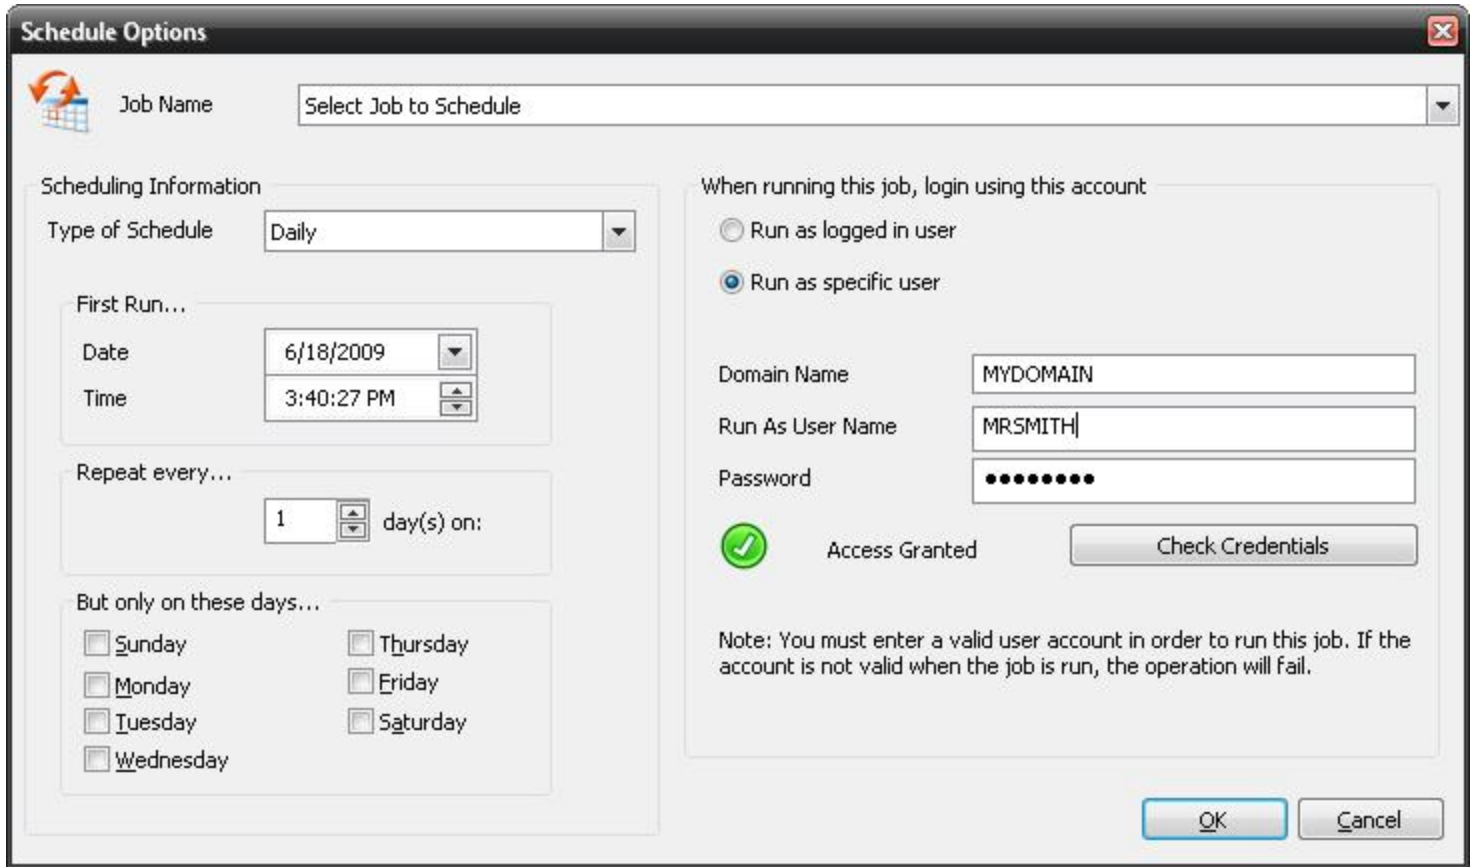 Schedule Options
Job Name
Select Job to Schedule
Scheduling Information
Type of Schedule
Daily
First Run...
Date
6/18/2009
Time
3:40:27 PM
Repeat every...
1
day(s) on:
But only on these days...
Sunday
Thursday
Monday
Friday
Tuesday
Saturday
Wednesday
When running this job, login using this account
Run as logged in user
Run as specific user
Domain Name
MYDOMAIN
Run As User Name
MRSMITH
Password
●●●●●●●●
Access Granted
Check Credentials
Note: You must enter a valid user account in order to run this job. If the
account is not valid when the job is run, the operation will fail.
OK
Cancel